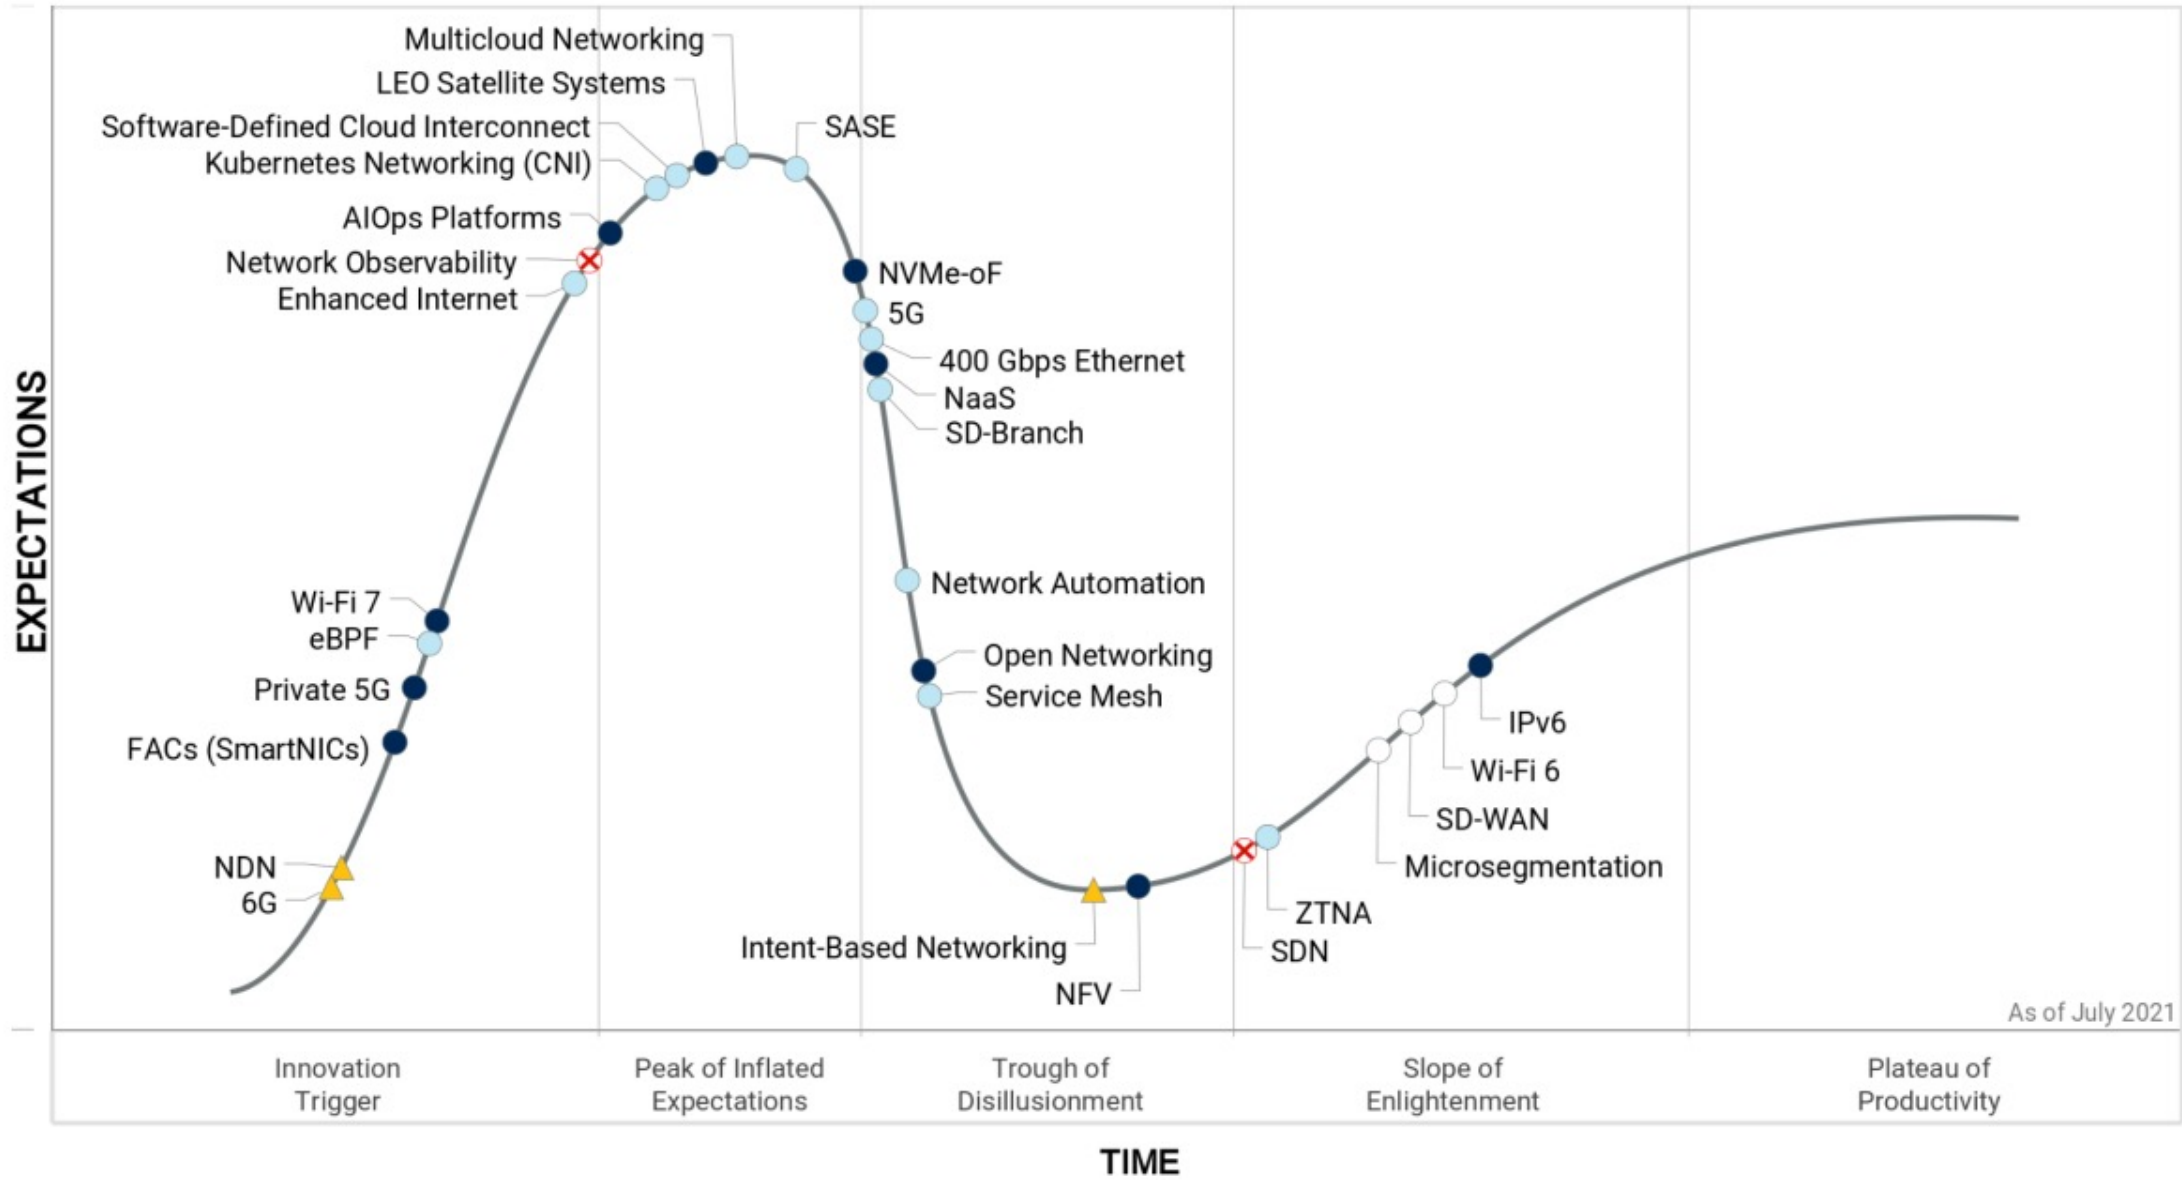 Multicloud Networking
LEO Satellite Systems
Software-Defined Cloud Interconnect
SASE
Kubernetes Networking (CNI)
AIOps Platforms
Network Observability
Enhanced Internet
NVMe-oF
5G
400 Gbps Ethernet
NaaS
SD-Branch
EXPECTATIONS
Network Automation
Wi-Fi 7
eBPF
Open Networking
Private 5G
Service Mesh
FACs (SmartNICs)
IPv6
Wi-Fi 6
SD-WAN
NDN
Microsegmentation
6G
ZTNA
Intent-Based Networking
SDN
NFV
As of July 2021
Innovation
Trigger
Peak of Inflated
Expectations
Trough of
Disillusionment
Slope of
Enlightenment
Plateau of
Productivity
TIME